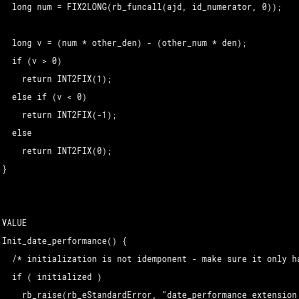 long num = FIX2LONG(rb_funcall(ajd, id_numerator, 0));
long v = (num * other_den) - (other_num * den);
if (v > 0)
return INT2FIX(1);
else if (v < 0)
return INT2FIX(-1);
else
return INT2FIX(0);
}
VALUE
Init_date_performance() {
/* initialization is not idemponent - make sure it only ha
if ( initialized )
rb_raise(rb_eStandardError, "date_performance extension